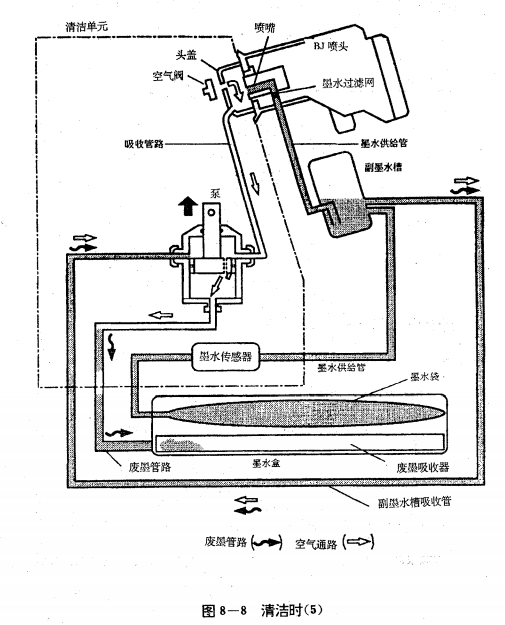 清洁单元
喷嘴
头盖
BJ 喷头
空气阀
墨水过滤网
吸收管路
墨水供给管
副墨水槽
泵
墨水传感器
墨水供给管
墨水袋
废墨管路
墨水盒
废墨吸收器
副墨水槽吸收管
废墨管路( ) 空气通路( )
图8-8 清洁时(5)